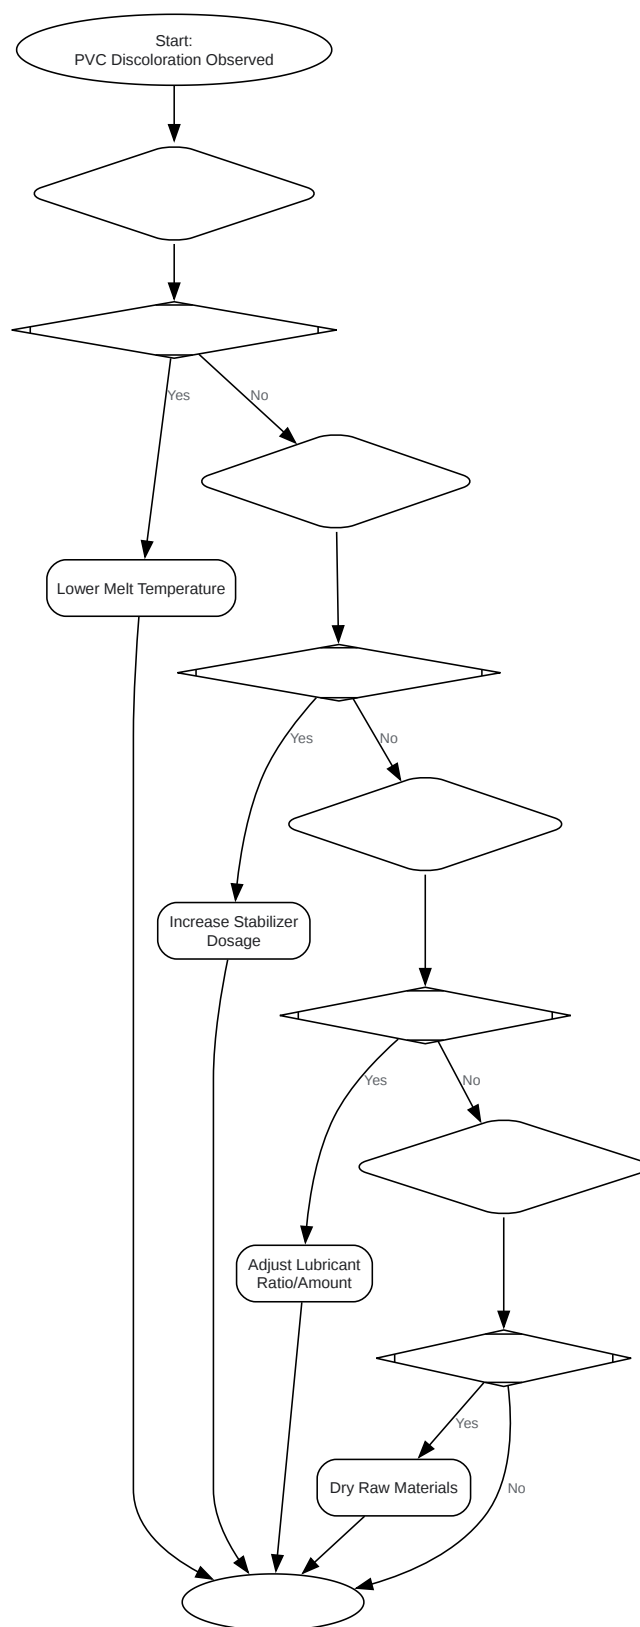 Start:
PVC Discoloration Observed
Yes
No
Lower Melt Temperature
Yes
No
Increase Stabilizer
Dosage
Yes
No
Adjust Lubricant
Ratio/Amount
Yes
Dry Raw Materials
No